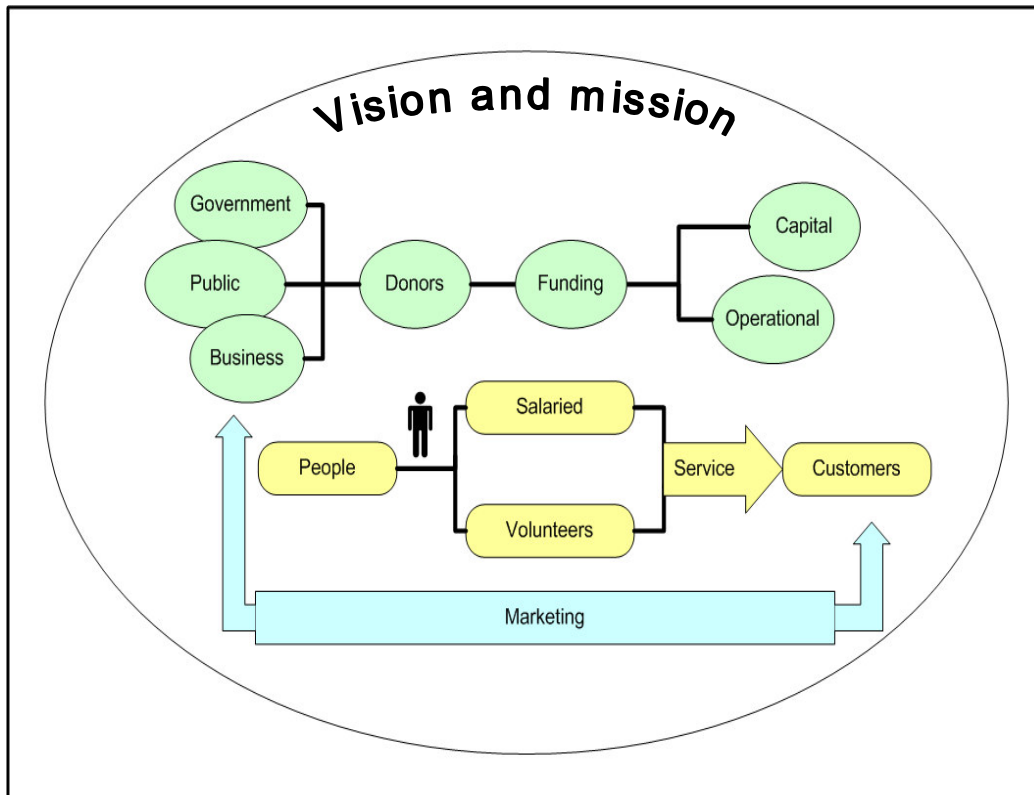 Vision and mission
Government
Capital
Public
Donors
Funding
Operational
Business
Salaried
People
Service
Customers
Volunteers
Marketing